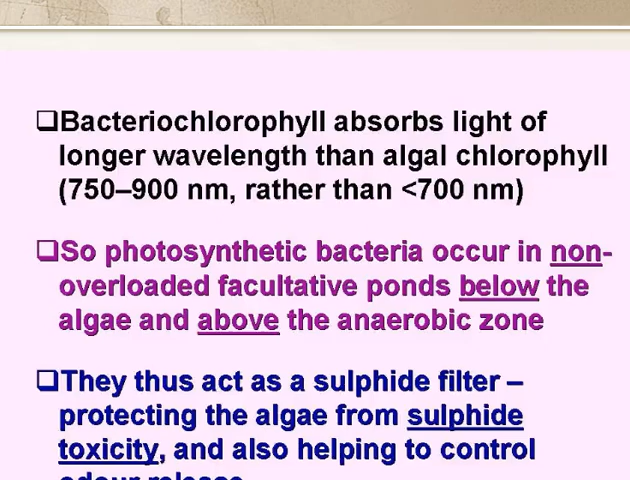 ❑Bacteriochlorophyll absorbs light of
longer wavelength than algal chlorophyll
(750–900 nm, rather than <700 nm)
❑So photosynthetic bacteria occur in non-
overloaded facultative ponds below the
algae and above the anaerobic zone
❑They thus act as a sulphide filter –
protecting the algae from sulphide
toxicity, and also helping to control
odour release